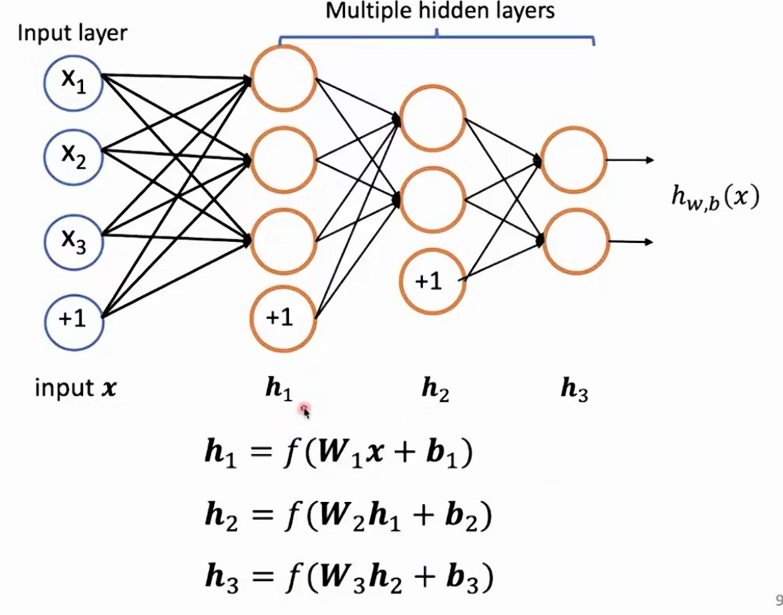 Multiple hidden layers
Input layer
x₁
x₂
x₃
+1
+1
+1
h_{w,b}(x)
input x
h₁
h₂
h₃
h₁ = f(W₁x + b₁)
h₂ = f(W₂h₁ + b₂)
h₃ = f(W₃h₂ + b₃)
9